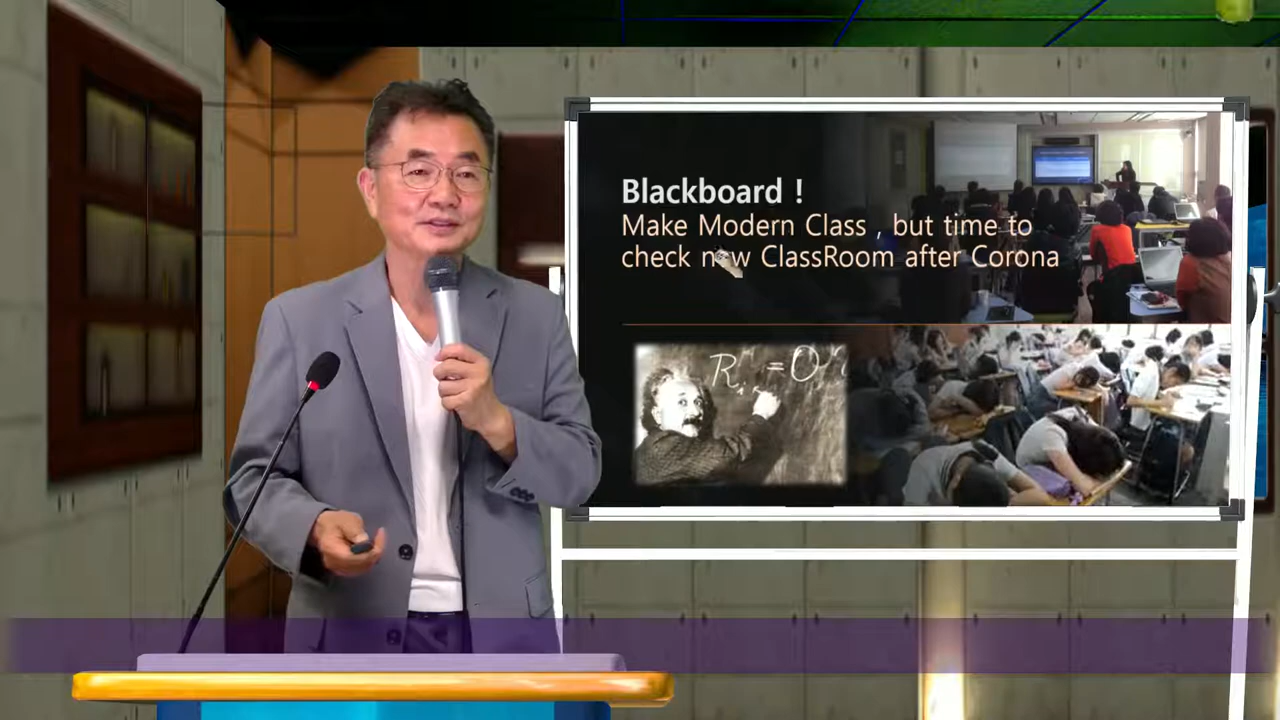 Blackboard !
Make Modern Class , but time to
check new ClassRoom after Corona